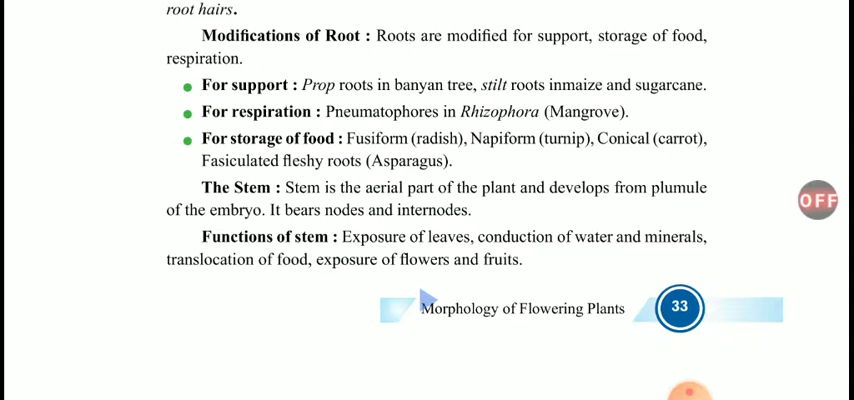 root hairs.
Modifications of Root : Roots are modified for support, storage of food,
respiration.
For support : Prop roots in banyan tree, stilt roots inmaize and sugarcane.
For respiration : Pneumatophores in Rhizophora (Mangrove).
For storage of food : Fusiform (radish), Napiform (turnip), Conical (carrot),
Fasiculated fleshy roots (Asparagus).
The Stem : Stem is the aerial part of the plant and develops from plumule
of the embryo. It bears nodes and internodes.
Functions of stem : Exposure of leaves, conduction of water and minerals,
translocation of food, exposure of flowers and fruits.
Morphology of Flowering Plants 33
OFF